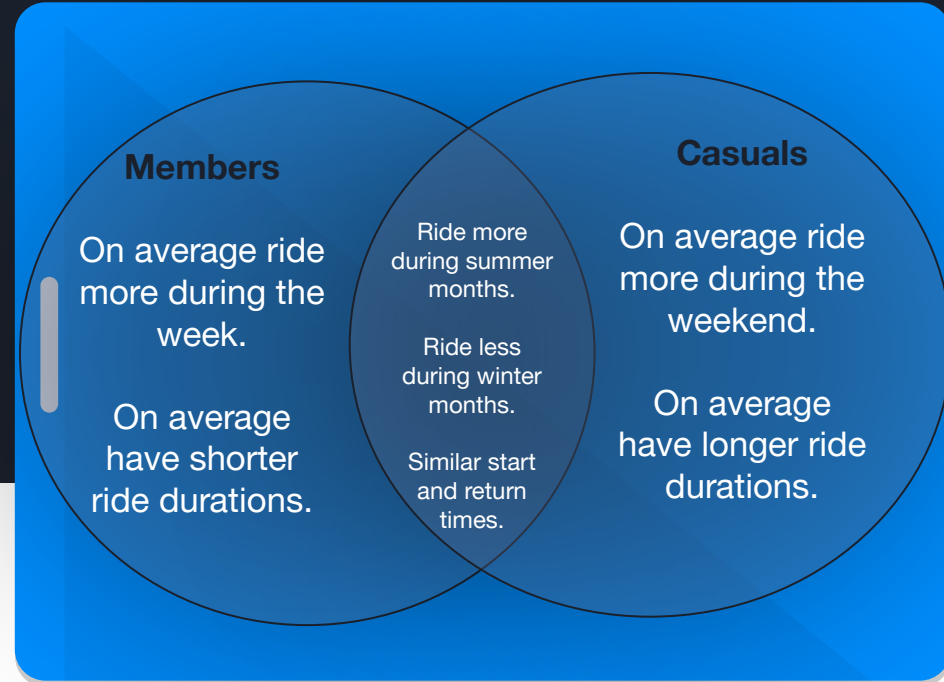 Members
On average ride
more during the
week.
On average
have shorter
ride durations.
Ride more
during summer
months.
Ride less
during winter
months.
Similar start
and return
times.
Casuals
On average ride
more during the
weekend.
On average
have longer ride
durations.